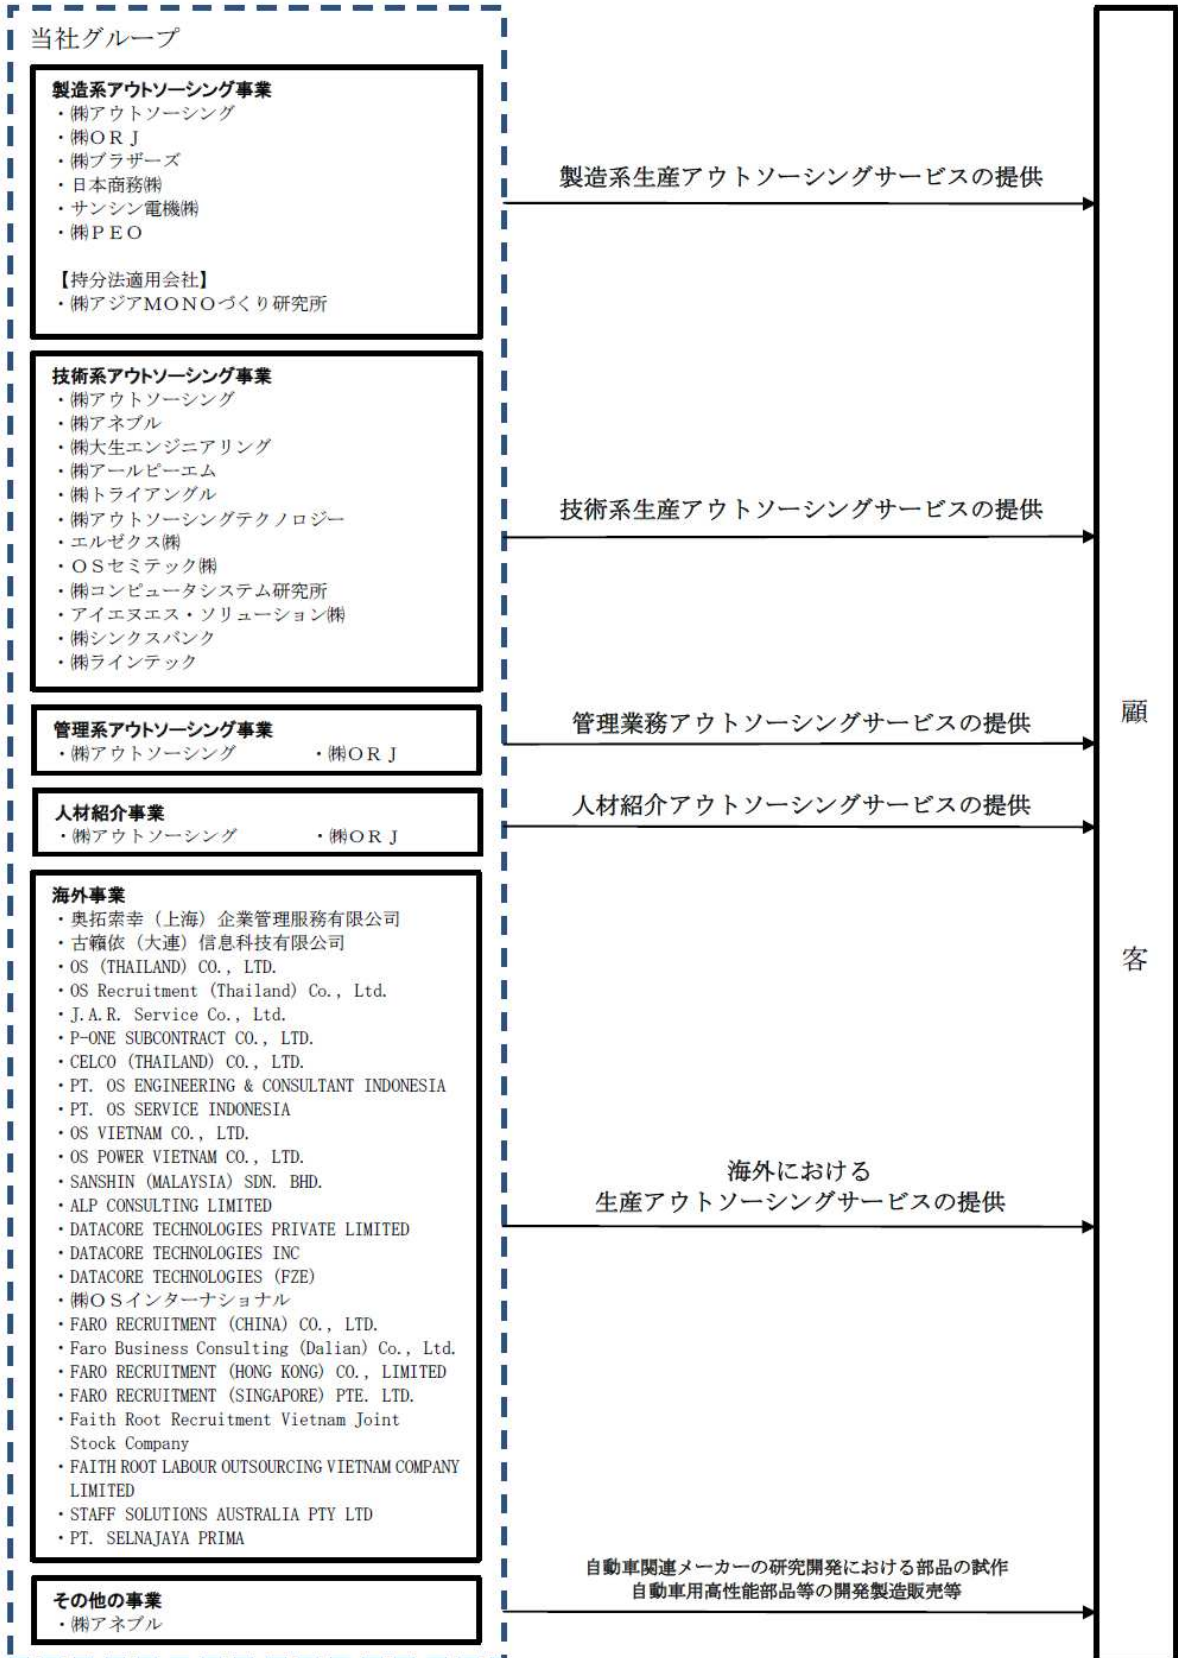 当社グループ
製造系アウトソーシング事業
・㈱アウトソーシング
・㈱ＯＲＪ
・㈱ブラザーズ
・日本商務㈱
・サンシン電機㈱
・㈱ＰＥＯ
【持分法適用会社】
・㈱アジアＭＯＮＯづくり研究所
製造系生産アウトソーシングサービスの提供
技術系アウトソーシング事業
・㈱アウトソーシング
・㈱アネブル
・㈱大生エンジニアリング
・㈱アールピーエム
・㈱トライアングル
・㈱アウトソーシングテクノロジー
・エルゼクス㈱
・ＯＳセミテック㈱
・㈱コンピュータシステム研究所
・アイエヌエス・ソリューション㈱
・㈱シンクスバンク
・㈱ラインテック
技術系生産アウトソーシングサービスの提供
管理系アウトソーシング事業
・㈱アウトソーシング ・㈱ＯＲＪ
管理業務アウトソーシングサービスの提供
人材紹介事業
・㈱アウトソーシング ・㈱ＯＲＪ
人材紹介アウトソーシングサービスの提供
海外事業
・奥拓索幸（上海）企業管理服務有限公司
・古籟依（大連）信息科技有限公司
・OS (THAILAND) CO., LTD.
・OS Recruitment (Thailand) Co., Ltd.
・J.A.R. Service Co., Ltd.
・P-ONE SUBCONTRACT CO., LTD.
・CELCO (THAILAND) CO., LTD.
・PT. OS ENGINEERING & CONSULTANT INDONESIA
・PT. OS SERVICE INDONESIA
・OS VIETNAM CO., LTD.
・OS POWER VIETNAM CO., LTD.
・SANSHIN (MALAYSIA) SDN. BHD.
・ALP CONSULTING LIMITED
・DATACORE TECHNOLOGIES PRIVATE LIMITED
・DATACORE TECHNOLOGIES INC
・DATACORE TECHNOLOGIES (FZE)
・㈱ＯＳインターナショナル
・FARO RECRUITMENT (CHINA) CO., LTD.
・Faro Business Consulting (Dalian) Co., Ltd.
・FARO RECRUITMENT (HONG KONG) CO., LIMITED
・FARO RECRUITMENT (SINGAPORE) PTE. LTD.
・Faith Root Recruitment Vietnam Joint
Stock Company
・FAITH ROOT LABOUR OUTSOURCING VIETNAM COMPANY
LIMITED
・STAFF SOLUTIONS AUSTRALIA PTY LTD
・PT. SELNAJAYA PRIMA
海外における
生産アウトソーシングサービスの提供
その他の事業
・㈱アネブル
自動車関連メーカーの研究開発における部品の試作
自動車用高性能部品等の開発製造販売等
顧
客